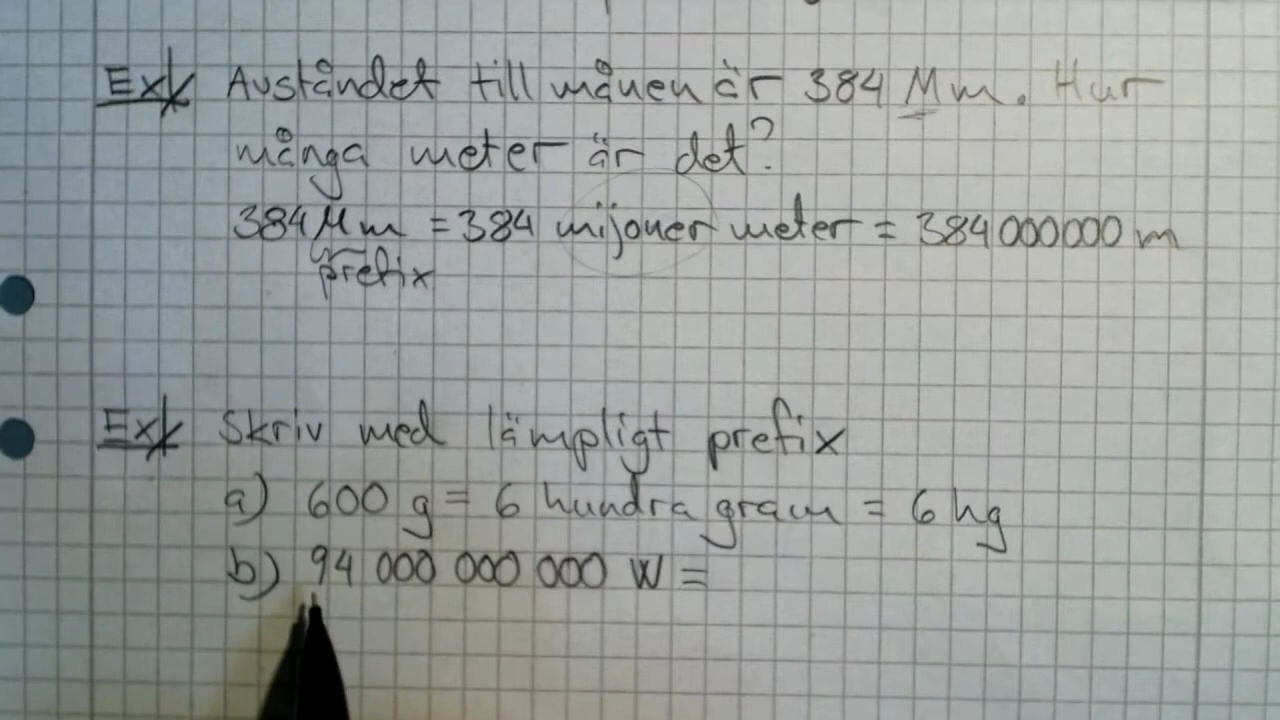 Ex/ Avståndet till månen är 384 Mm. Hur
många meter är det?
384 Mm = 384 mijoner meter = 384 000 000 m
prefix
Ex/ Skriv med lämpligt prefix
a) 600 g = 6 hundra gram = 6 hg
b) 94 000 000 000 W =